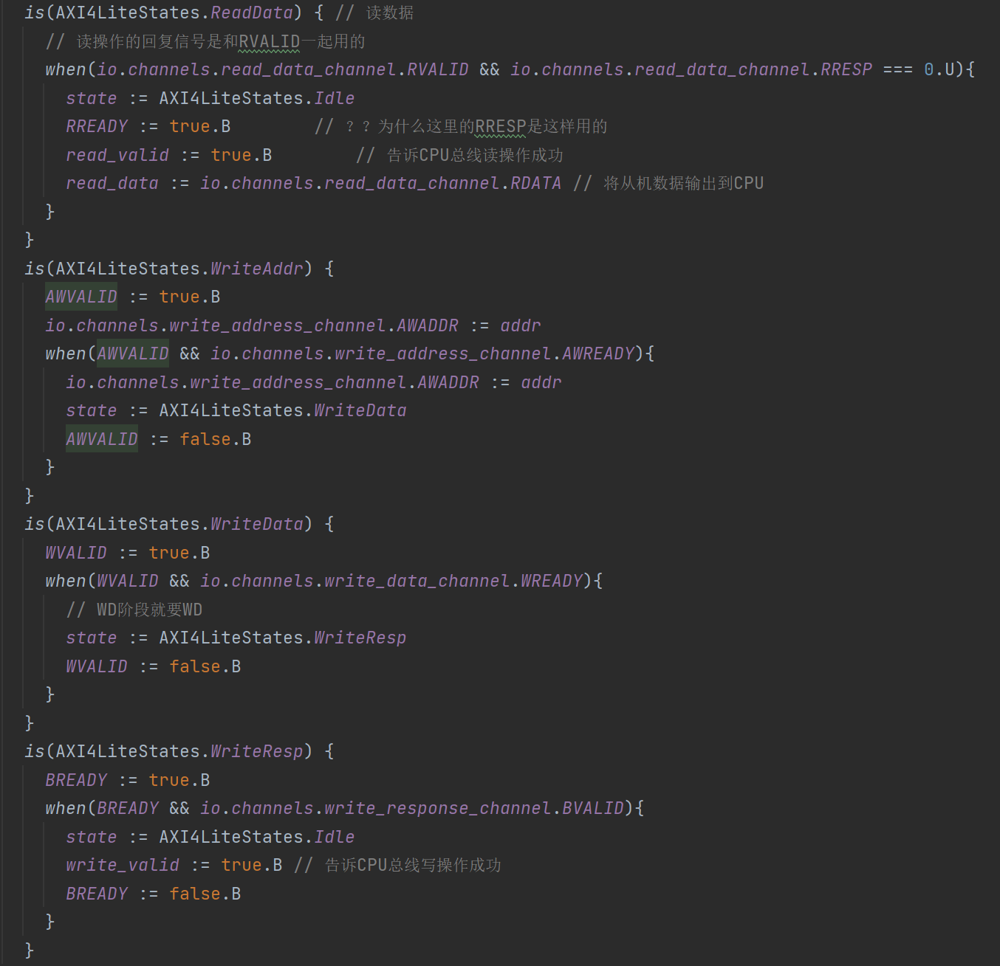 is(AXI4LiteStates.ReadData) { // 读数据
// 读操作的回复信号是和RVALID一起用的
when(io.channels.read_data_channel.RVALID && io.channels.read_data_channel.RRESP === 0.U){
state := AXI4LiteStates.Idle
RREADY := true.B // ？？为什么这里的RRESP是这样用的
read_valid := true.B // 告诉CPU总线读操作成功
read_data := io.channels.read_data_channel.RDATA // 将从机数据输出到CPU
}
}
is(AXI4LiteStates.WriteAddr) {
AWVALID := true.B
io.channels.write_address_channel.AWADDR := addr
when(AWVALID && io.channels.write_address_channel.AWREADY){
io.channels.write_address_channel.AWADDR := addr
state := AXI4LiteStates.WriteData
AWVALID := false.B
}
}
is(AXI4LiteStates.WriteData) {
WVALID := true.B
when(WVALID && io.channels.write_data_channel.WREADY){
// WD阶段就要WD
state := AXI4LiteStates.WriteResp
WVALID := false.B
}
}
is(AXI4LiteStates.WriteResp) {
BREADY := true.B
when(BREADY && io.channels.write_response_channel.BVALID){
state := AXI4LiteStates.Idle
write_valid := true.B // 告诉CPU总线写操作成功
BREADY := false.B
}
}